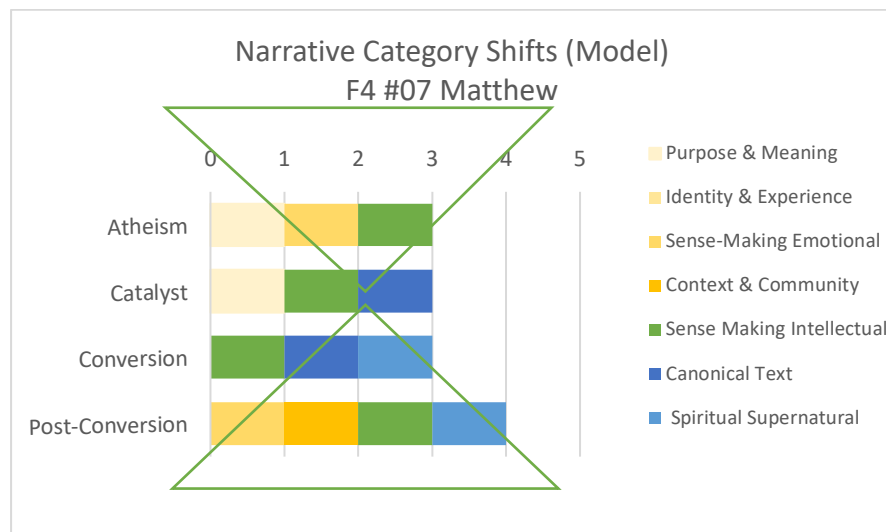 Narrative Category Shifts (Model)
F4 #07 Matthew
0 1 2 3 4 5
Atheism
Catalyst
Conversion
Post-Conversion
Purpose & Meaning
Identity & Experience
Sense-Making Emotional
Context & Community
Sense Making Intellectual
Canonical Text
Spiritual Supernatural